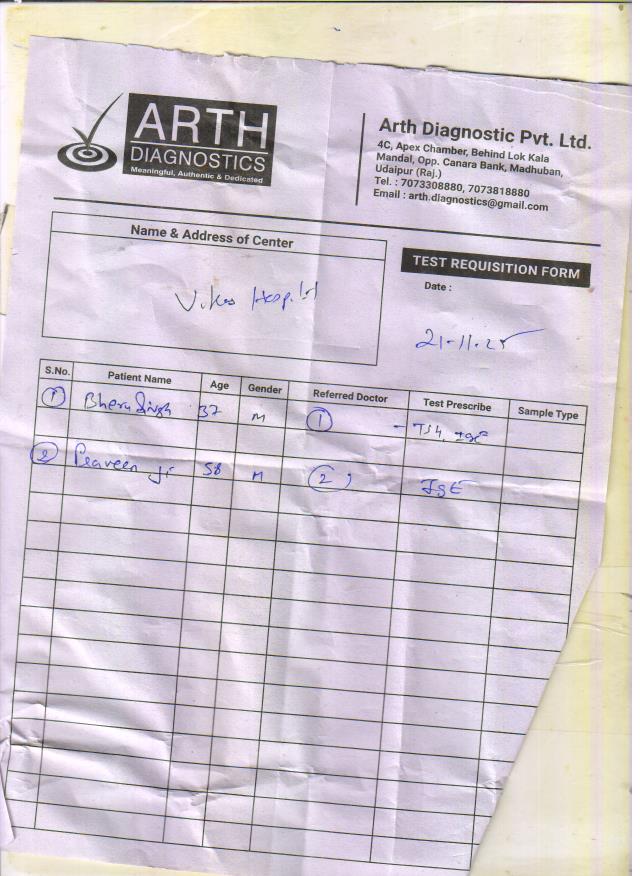 ARTH
DIAGNOSTICS
Meaningful, Authentic & Dedicated
Arth Diagnostic Pvt. Ltd.
4C, Apex Chamber, Behind Lok Kala
Mandal, Opp. Canara Bank, Madhuban,
Udaipur (Raj.)
Tel. : 7073308880, 7073818880
Email : arth.diagnostics@gmail.com
Name & Address of Center
Hospital
TEST REQUISITION FORM
Date :
21-11-25
S.No. Patient Name Age Gender Referred Doctor Test Prescribe Sample Type
1 Bheru Singh 37 M 1 - TSH, IgE
2 Praveen Ji 58 M 2 IgE